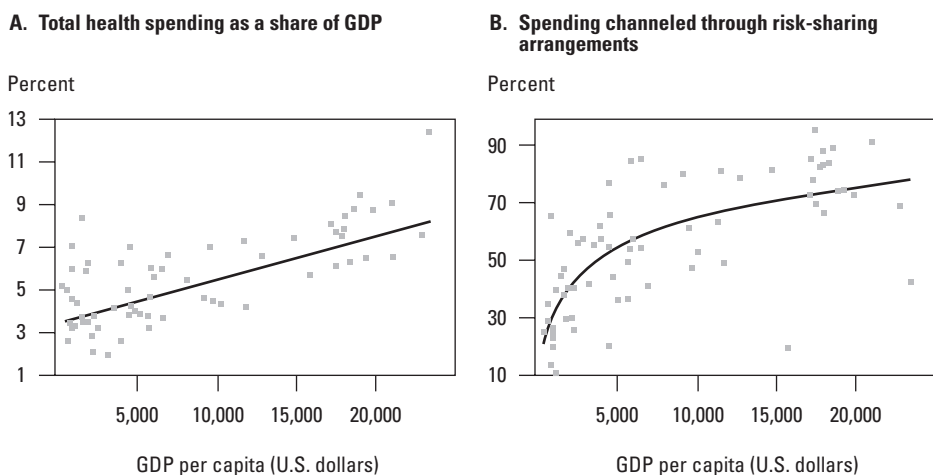 A. Total health spending as a share of GDP
Percent
13
11
9
7
5
3
1
5,000 10,000 15,000 20,000
GDP per capita (U.S. dollars)
B. Spending channeled through risk-sharing
arrangements
Percent
90
70
50
30
10
5,000 10,000 15,000 20,000
GDP per capita (U.S. dollars)